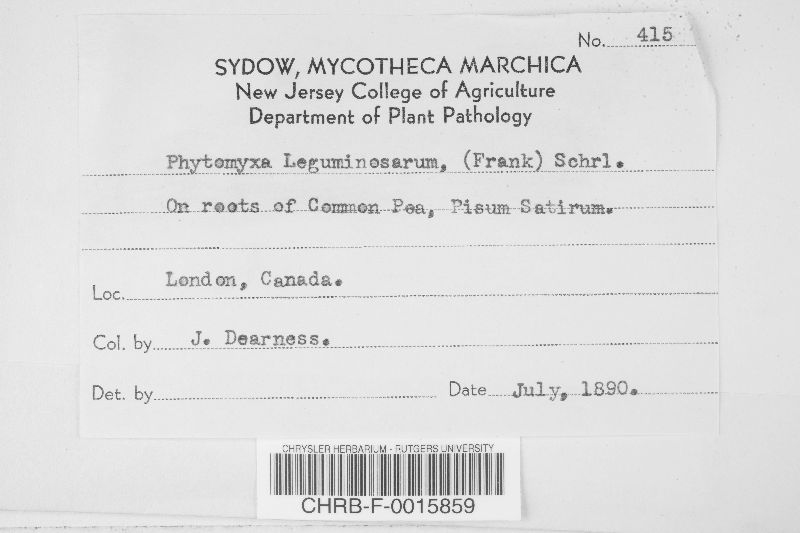 No. 415
SYDOW, MYCOTHECA MARCHICA
New Jersey College of Agriculture
Department of Plant Pathology
Phytomyxa Leguminosarum, (Frank) Schrl.
On roots of Common Pea, Pisum Satirum.
Loc. London, Canada.
Col. by J. Dearness.
Det. by Date July, 1890.
CHRYSLER HERBARIUM - RUTGERS UNIVERSITY
CHRB-F-0015859